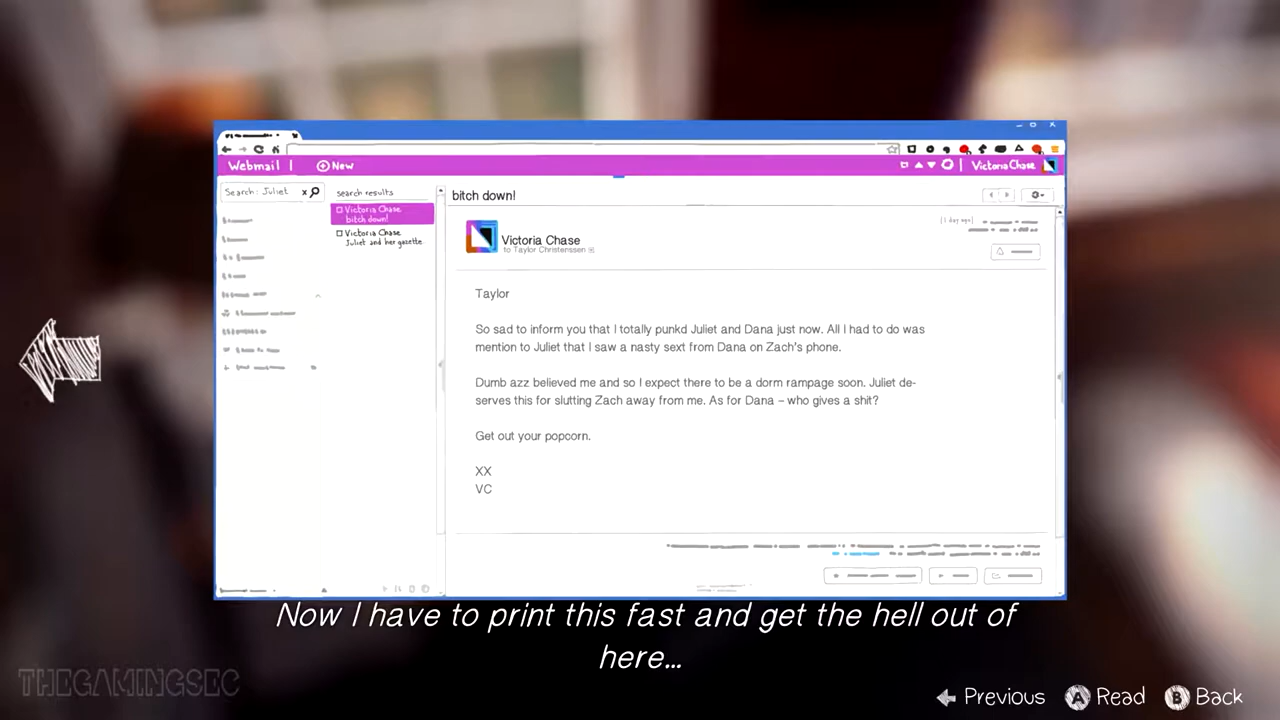 Webmail |
New
Victoria Chase
Search: Juliet
x
search results
Victoria Chase
bitch down!
Victoria Chase
Juliet and her gazette
bitch down!
Victoria Chase
to Taylor Christenssen
[1 day ago]
Taylor
So sad to inform you that I totally punkd Juliet and Dana just now. All I had to do was
mention to Juliet that I saw a nasty sext from Dana on Zach's phone.
Dumb azz believed me and so I expect there to be a dorm rampage soon. Juliet de-
serves this for slutting Zach away from me. As for Dana – who gives a shit?
Get out your popcorn.
XX
VC
Now I have to print this fast and get the hell out of
here...
THEGAMINGSEC
Previous
A Read
B Back